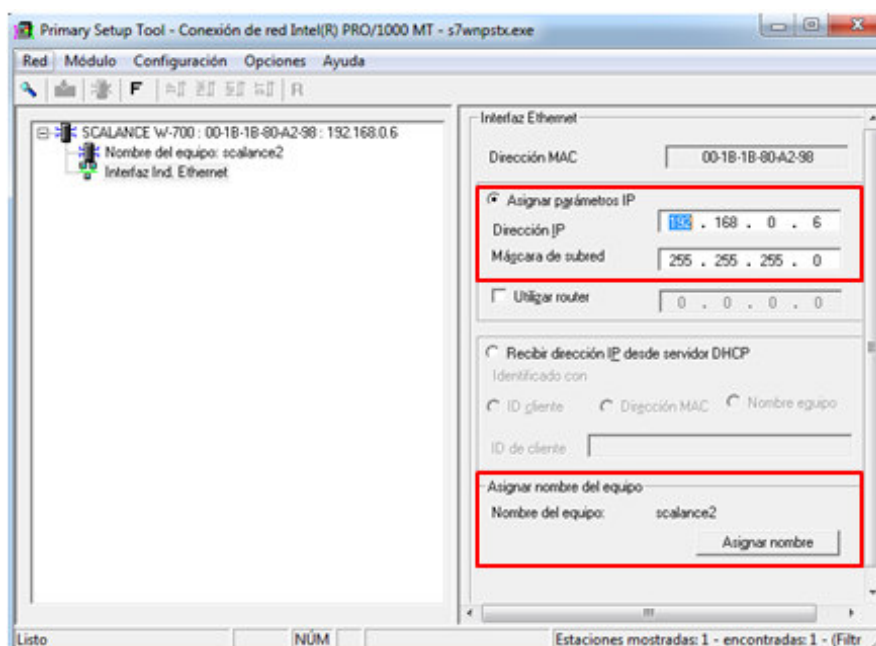 Primary Setup Tool - Conexión de red Intel(R) PRO/1000 MT - s7wnpstx.exe
Red Módulo Configuración Opciones Ayuda
F R
SCALANCE W-700 : 00-1B-1B-80-A2-98 : 192.168.0.6
Nombre del equipo: scalance2
Interfaz Ind. Ethernet
Interfaz Ethernet
Dirección MAC 00-1B-1B-80-A2-98
Asignar parámetros IP
Dirección IP 192 . 168 . 0 . 6
Máscara de subred 255 . 255 . 255 . 0
Utilizar router 0 . 0 . 0 . 0
Recibir dirección IP desde servidor DHCP
Identificado con
ID cliente Dirección MAC Nombre equipo
ID de cliente
Asignar nombre del equipo
Nombre del equipo: scalance2
Asignar nombre
Listo NÚM Estaciones mostradas: 1 - encontradas: 1 - (Filtr